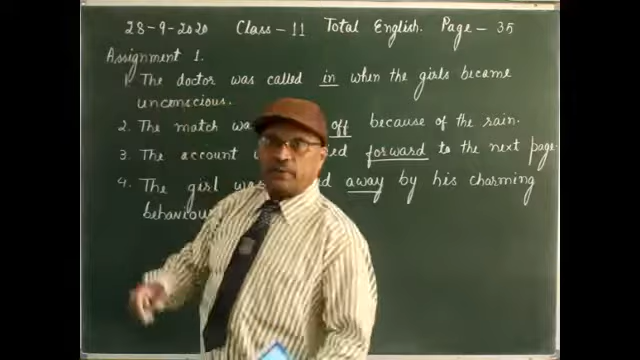 28-9-2020 Class-11 Total English. Page-35
Assignment 1.
1. The doctor was called in when the girls became
unconscious.
2. The match off because of the rain.
3. The account forward to the next page.
4. The girl away by his charming
behaviour